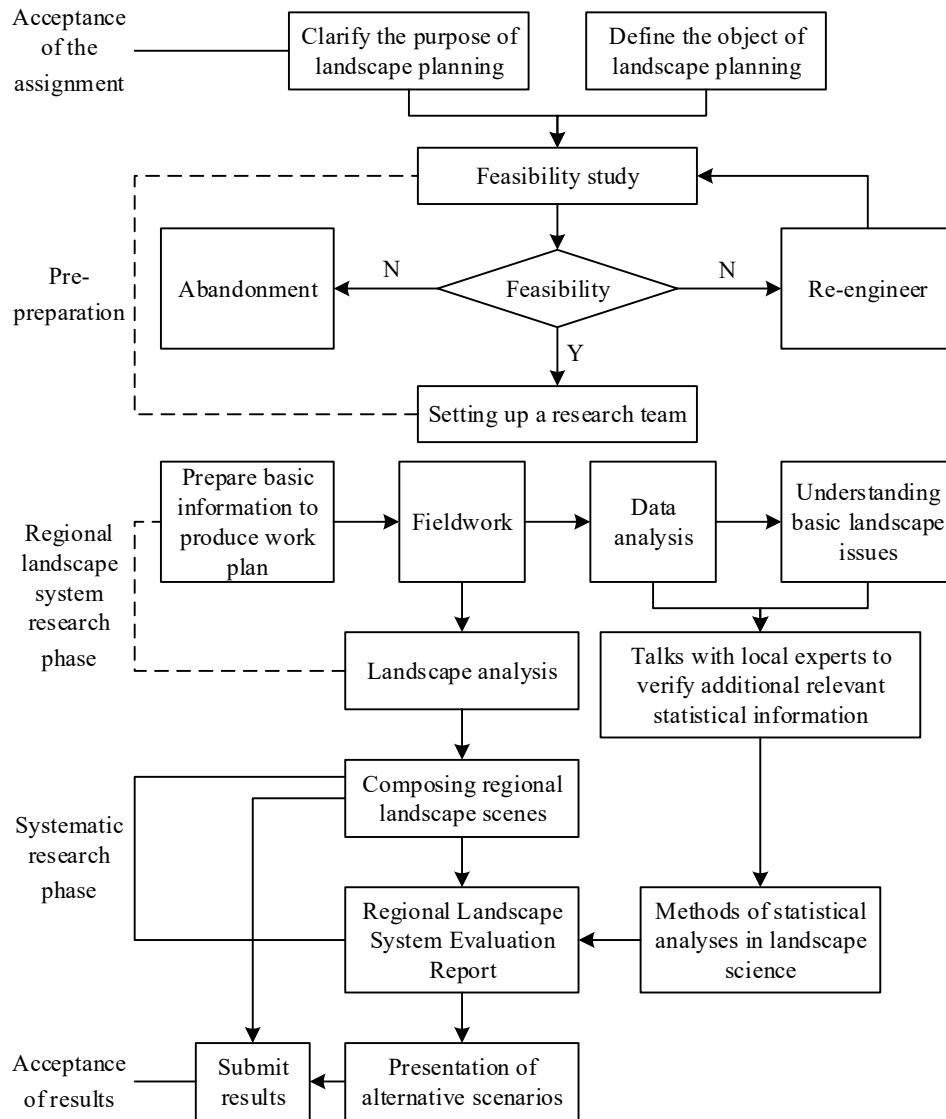 Acceptance
of the
assignment
Clarify the purpose of
landscape planning
Define the object of
landscape planning
Feasibility study
Pre-
preparation
Abandonment
N
Feasibility
N
Re-engineer
Y
Setting up a research team
Regional
landscape
system
research
phase
Prepare basic
information to
produce work
plan
Fieldwork
Data
analysis
Understanding
basic landscape
issues
Landscape analysis
Talks with local experts to
verify additional relevant
statistical information
Systematic
research
phase
Composing regional
landscape scenes
Regional Landscape
System Evaluation
Report
Methods of statistical
analyses in landscape
science
Acceptance
of results
Submit
results
Presentation of
alternative scenarios